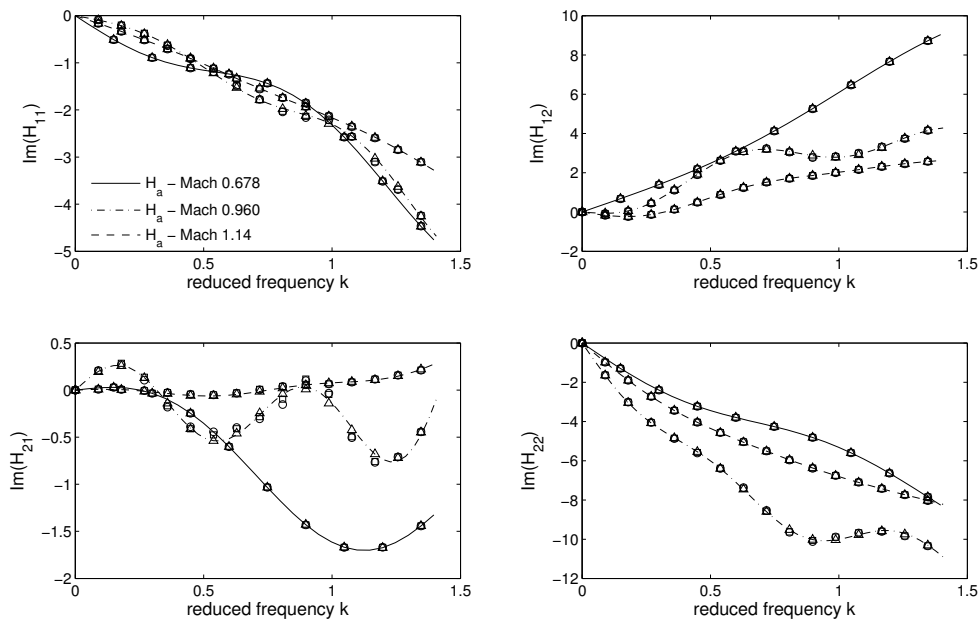 0
−1
−2
−3
−4
−5
Im(H11)
Ha − Mach 0.678
Ha − Mach 0.960
Ha − Mach 1.14
0 0.5 1 1.5
reduced frequency k
12
10
8
6
4
2
0
−2
Im(H12)
0 0.5 1 1.5
reduced frequency k
0.5
0
−0.5
−1
−1.5
−2
Im(H21)
0 0.5 1 1.5
reduced frequency k
0
−2
−4
−6
−8
−10
−12
Im(H22)
0 0.5 1 1.5
reduced frequency k